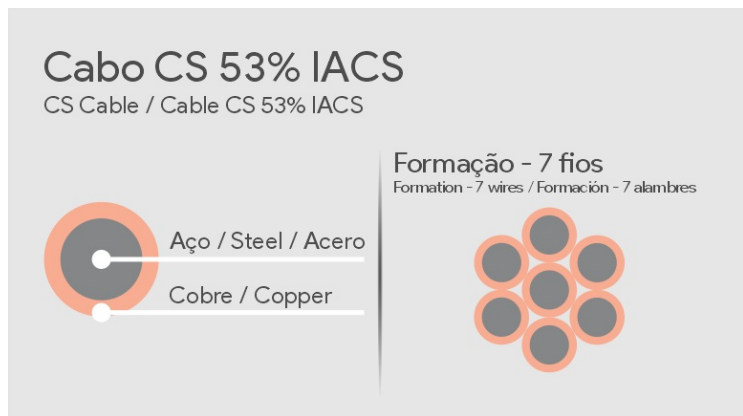 Cabo CS 53% IACS
CS Cable / Cable CS 53% IACS
Aço / Steel / Acero
Cobre / Copper
Formação - 7 fios
Formation - 7 wires / Formación - 7 alambres